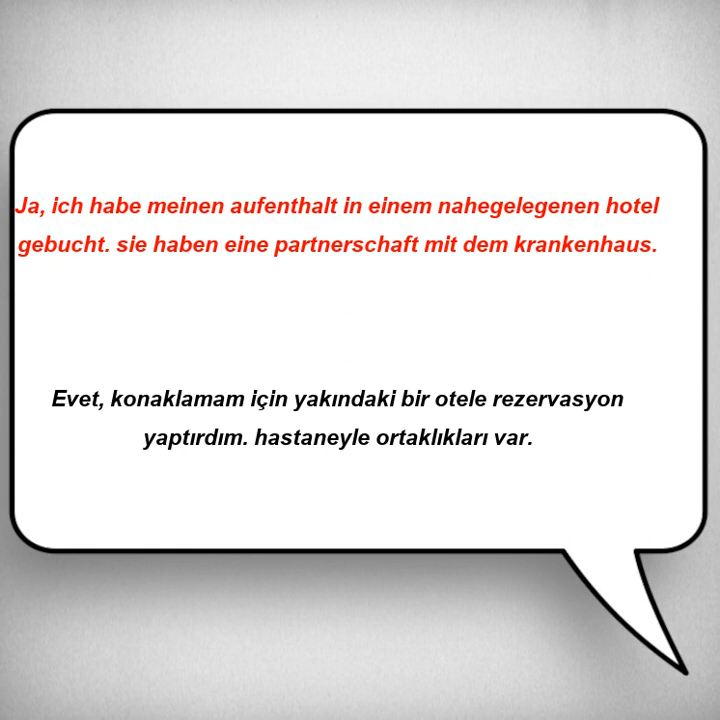 Ja, ich habe meinen aufenthalt in einem nahegelegenen hotel
gebucht. sie haben eine partnerschaft mit dem krankenhaus.
Evet, konaklamam için yakındaki bir otele rezervasyon
yaptırdım. hastaneyle ortaklıkları var.